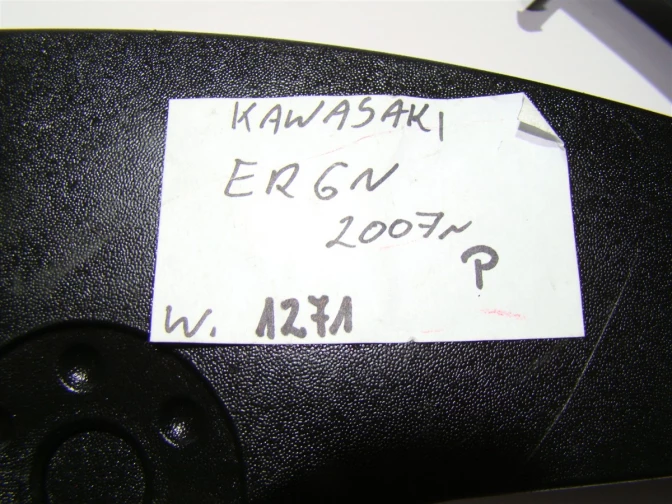 KAWASAKI
ER6N
2007r
P
W. 1271